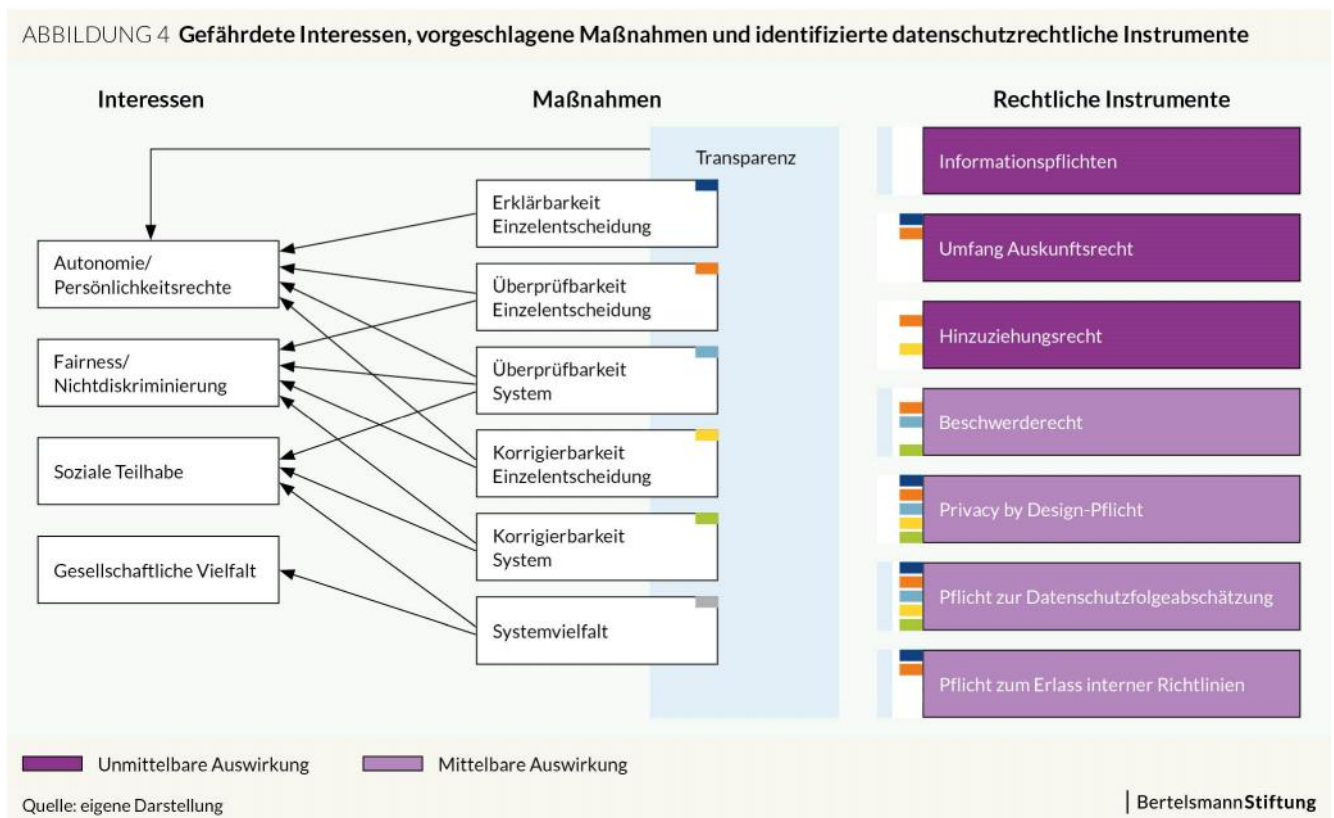 ABBILDUNG 4 Gefährdete Interessen, vorgeschlagene Maßnahmen und identifizierte datenschutzrechtliche Instrumente
Interessen
Autonomie/
Persönlichkeitsrechte
Fairness/
Nichtdiskriminierung
Soziale Teilhabe
Gesellschaftliche Vielfalt
Maßnahmen
Transparenz
Erklärbarkeit
Einzelentscheidung
Überprüfbarkeit
Einzelentscheidung
Überprüfbarkeit
System
Korrigierbarkeit
Einzelentscheidung
Korrigierbarkeit
System
Systemvielfalt
Rechtliche Instrumente
Informationspflichten
Umfang Auskunftsrecht
Hinzuziehungsrecht
Beschwerderecht
Privacy by Design-Pflicht
Pflicht zur Datenschutzfolgeabschätzung
Pflicht zum Erlass interner Richtlinien
Unmittelbare Auswirkung
Mittelbare Auswirkung
Quelle: eigene Darstellung
BertelsmannStiftung